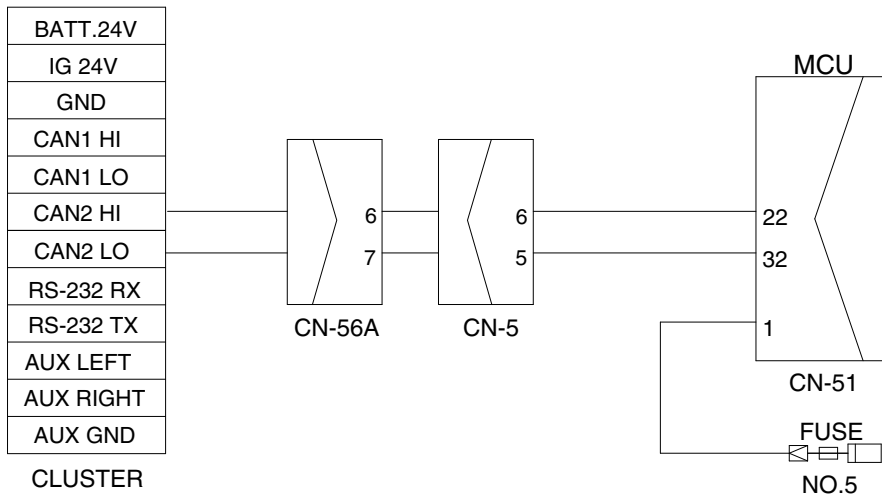 BATT.24V
IG 24V
GND
CAN1 HI
CAN1 LO
CAN2 HI
CAN2 LO
RS-232 RX
RS-232 TX
AUX LEFT
AUX RIGHT
AUX GND
CLUSTER
6
7
CN-56A
6
5
CN-5
MCU
22
32
1
CN-51
FUSE
NO.5